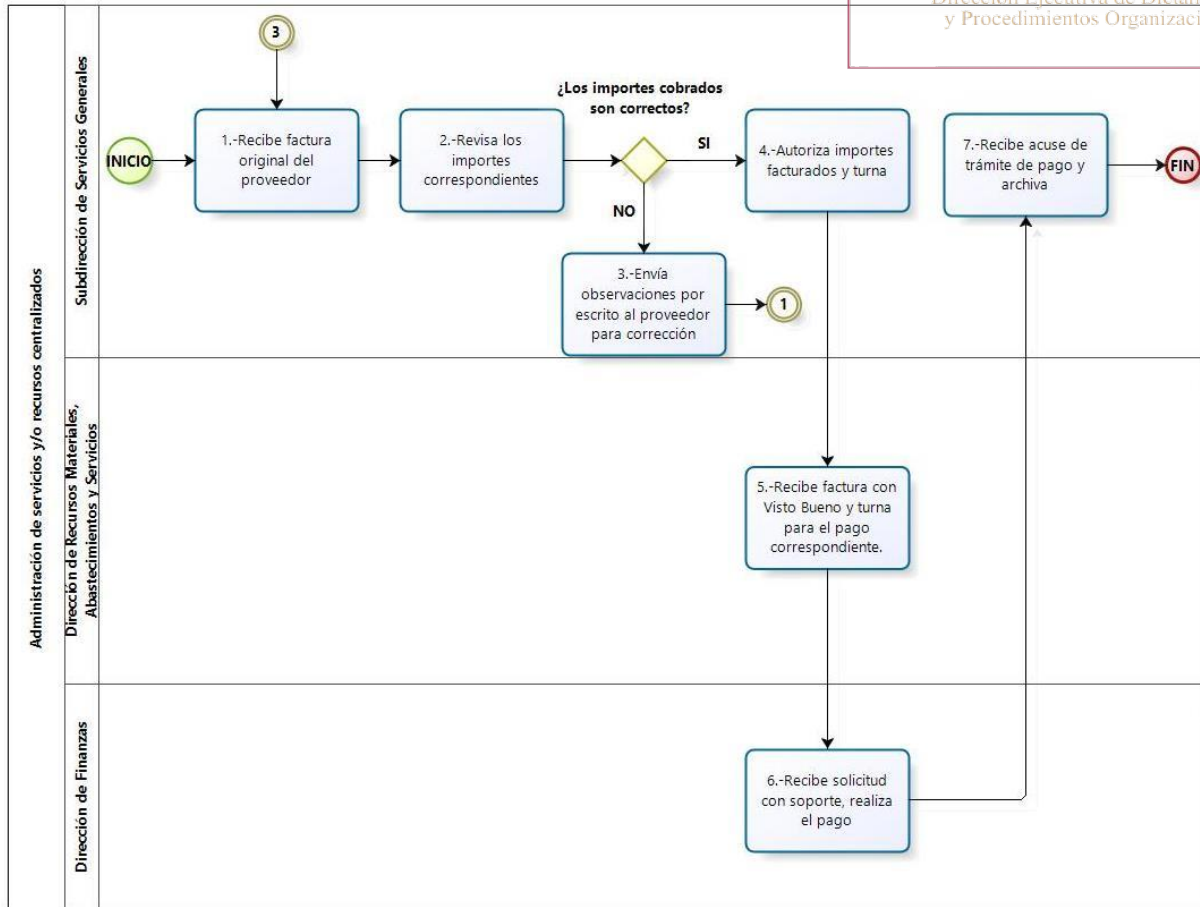 Dirección Ejecutiva de
y Procedimientos
Administración de servicios y/o recursos centralizados
Subdirección de Servicios Generales
3
INICIO
1.-Recibe factura
original del
proveedor
2.-Revisa los
importes
correspondientes
¿Los importes cobrados
son correctos?
SI
NO
3.-Envía
observaciones por
escrito al proveedor
para corrección
1
4.-Autoriza importes
facturados y turna
7.-Recibe acuse de
trámite de pago y
archiva
FIN
Dirección de Recursos Materiales,
Abastecimientos y Servicios
5.-Recibe factura con
Visto Bueno y turna
para el pago
correspondiente.
Dirección de Finanzas
6.-Recibe solicitud
con soporte, realiza
el pago